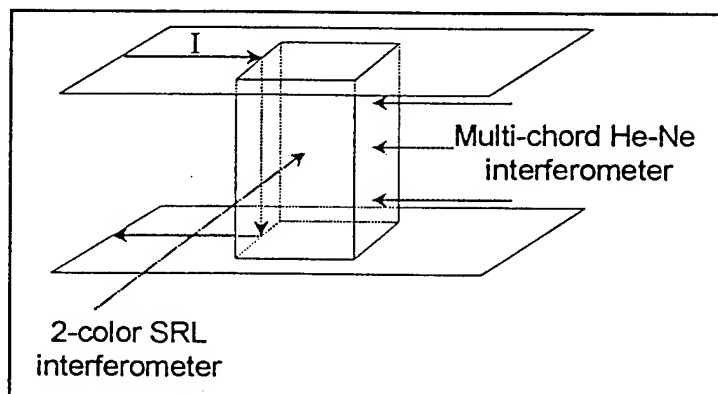 I
Multi-chord He-Ne
interferometer
2-color SRL
interferometer